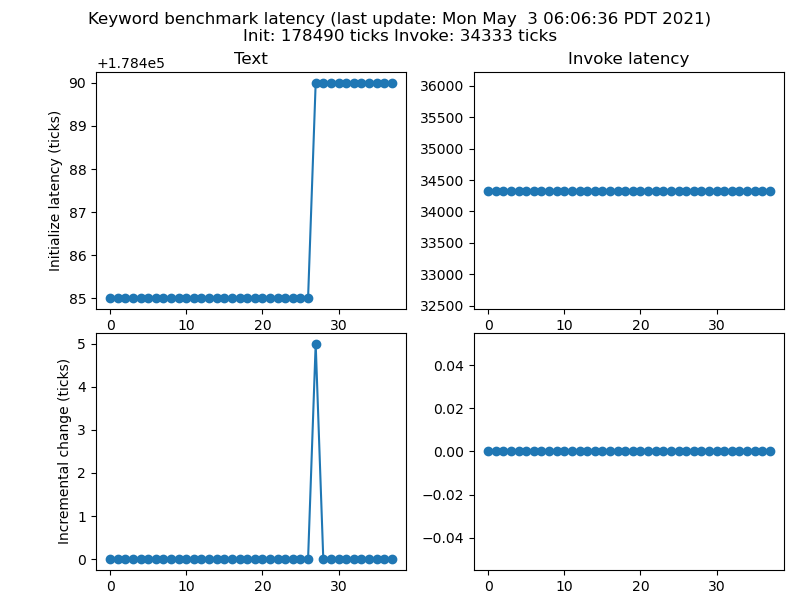 Keyword benchmark latency (last update: Mon May  3 06:06:36 PDT 2021)
Init: 178490 ticks Invoke: 34333 ticks
Text
+1.784e5
Initialize latency (ticks)
90
89
88
87
86
85
0 10 20 30
Invoke latency
36000
35500
35000
34500
34000
33500
33000
32500
0 10 20 30
Incremental change (ticks)
5
4
3
2
1
0
0 10 20 30
0.04
0.02
0.00
−0.02
−0.04
0 10 20 30